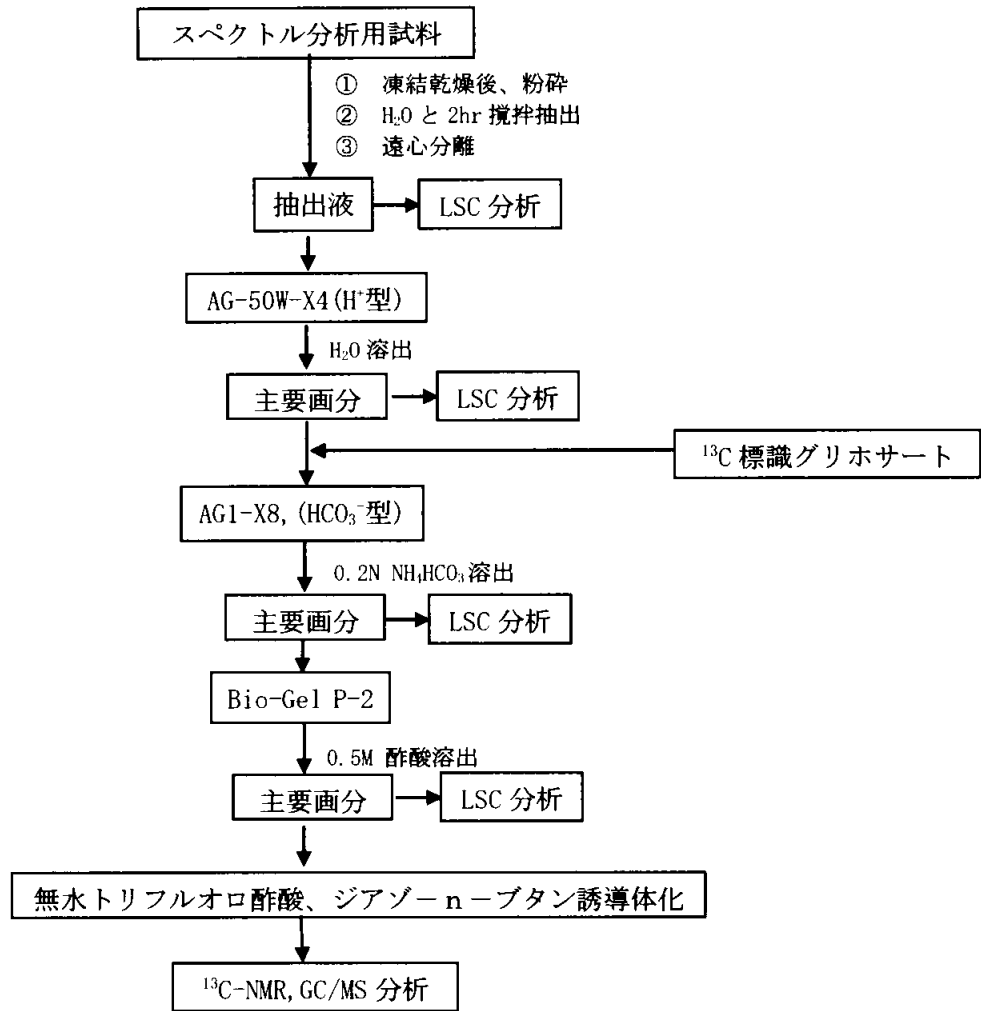 スペクトル分析用試料
① 凍結乾燥後、粉砕
② H₂O と 2hr 撹拌抽出
③ 遠心分離
抽出液
LSC 分析
AG-50W-X4(H⁺型)
H₂O 溶出
主要画分
LSC 分析
¹³C 標識グリホサート
AG1-X8, (HCO₃⁻型)
0.2N NH₄HCO₃ 溶出
主要画分
LSC 分析
Bio-Gel P-2
0.5M 酢酸溶出
主要画分
LSC 分析
無水トリフルオロ酢酸、ジアゾ－ｎ－ブタン誘導体化
¹³C-NMR, GC/MS 分析